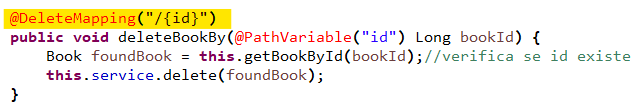 @DeleteMapping("/{id}")
public void deleteBookBy(@PathVariable("id") Long bookId) {
Book foundBook = this.getBookById(bookId);//verifica se id existe
this.service.delete(foundBook);
}